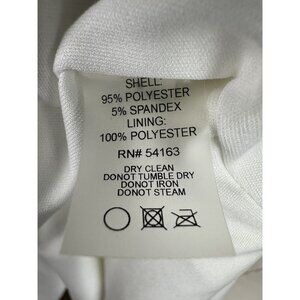 SHELL:
95% POLYESTER
5% SPANDEX
LINING:
100% POLYESTER
RN# 54163
DRY CLEAN
DONOT TUMBLE DRY
DONOT IRON
DONOT STEAM